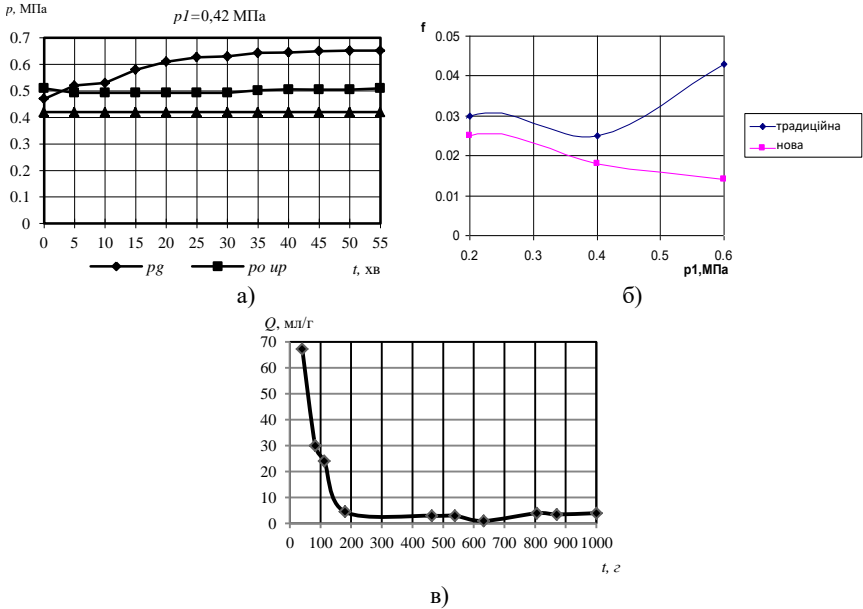 p, МПа
p1=0,42 МПа
0.7
0.6
0.5
0.4
0.3
0.2
0.1
0
0 5 10 15 20 25 30 35 40 45 50 55
pg
po up
t, хв
а)
f
0.05
0.04
0.03
0.02
0.01
0
0.2 0.3 0.4 0.5 0.6
p1,МПа
традиційна
нова
б)
Q, мл/г
70
60
50
40
30
20
10
0
0 100 200 300 400 500 600 700 800 900 1000
t, г
в)